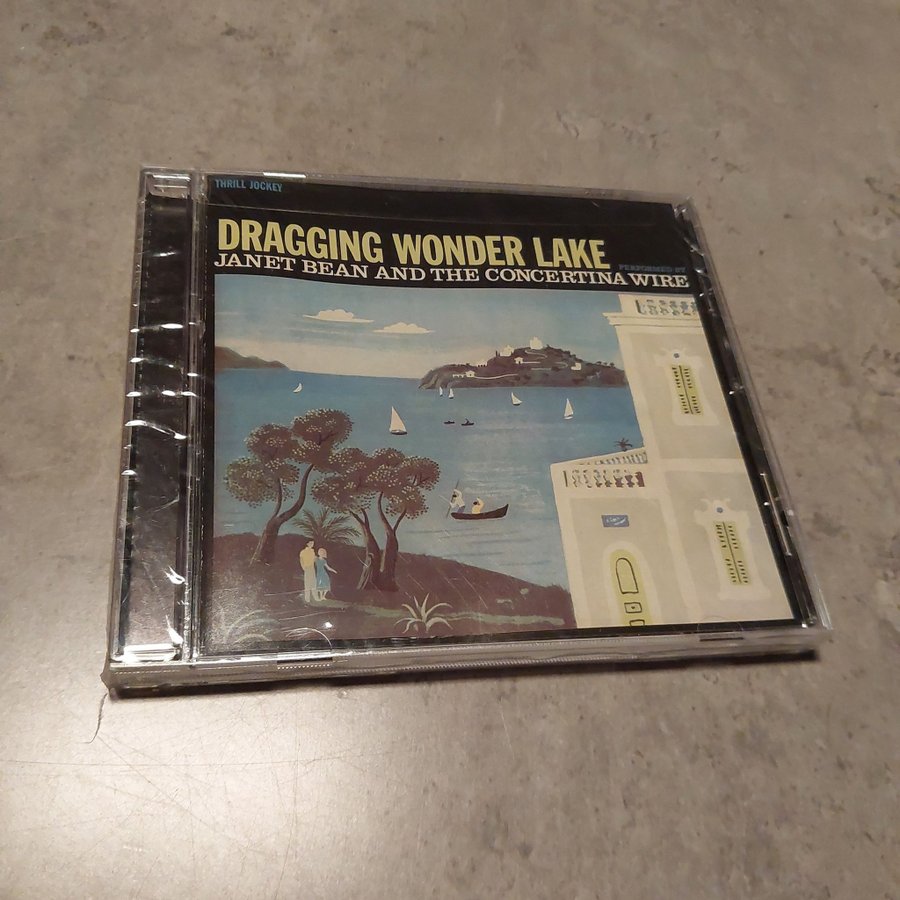 THRILL JOCKEY
DRAGGING WONDER LAKE
PERFORMED BY
JANET BEAN AND THE CONCERTINA WIRE